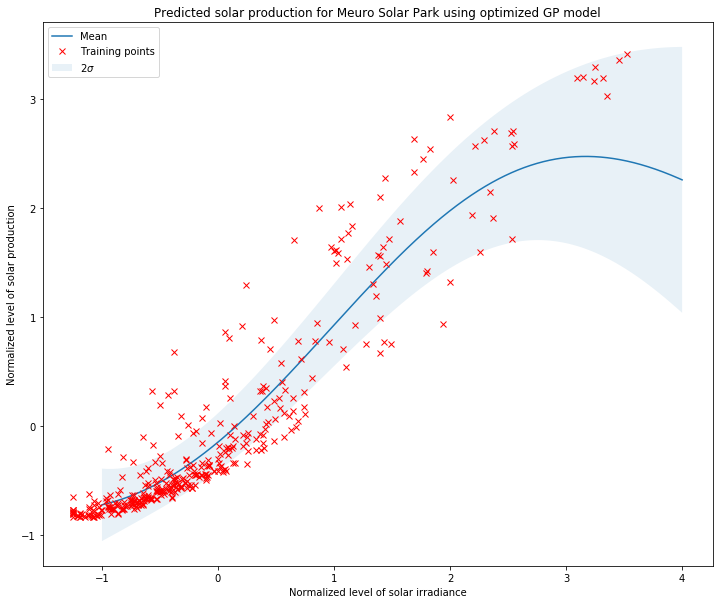 Predicted solar production for Meuro Solar Park using optimized GP model
Mean
Training points
2σ
Normalized level of solar production
3
2
1
0
−1
−1 0 1 2 3 4
Normalized level of solar irradiance